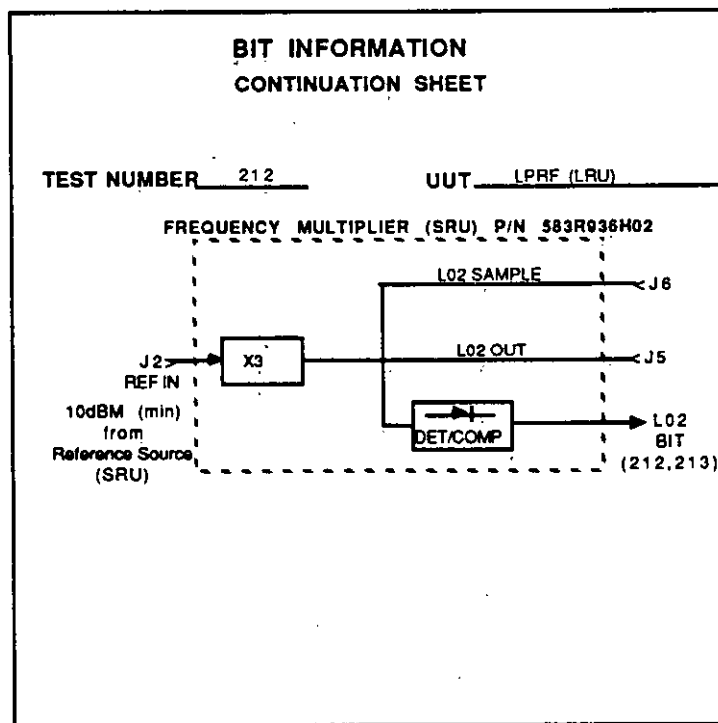 BIT INFORMATION
CONTINUATION SHEET
TEST NUMBER 212 UUT LPRF (LRU)
FREQUENCY MULTIPLIER (SRU) P/N 583R936H02
L02 SAMPLE
J6
J2
REF IN
X3
L02 OUT
J5
10dBM (min)
from
Reference Source
(SRU)
DET/COMP
L02
BIT
(212,213)